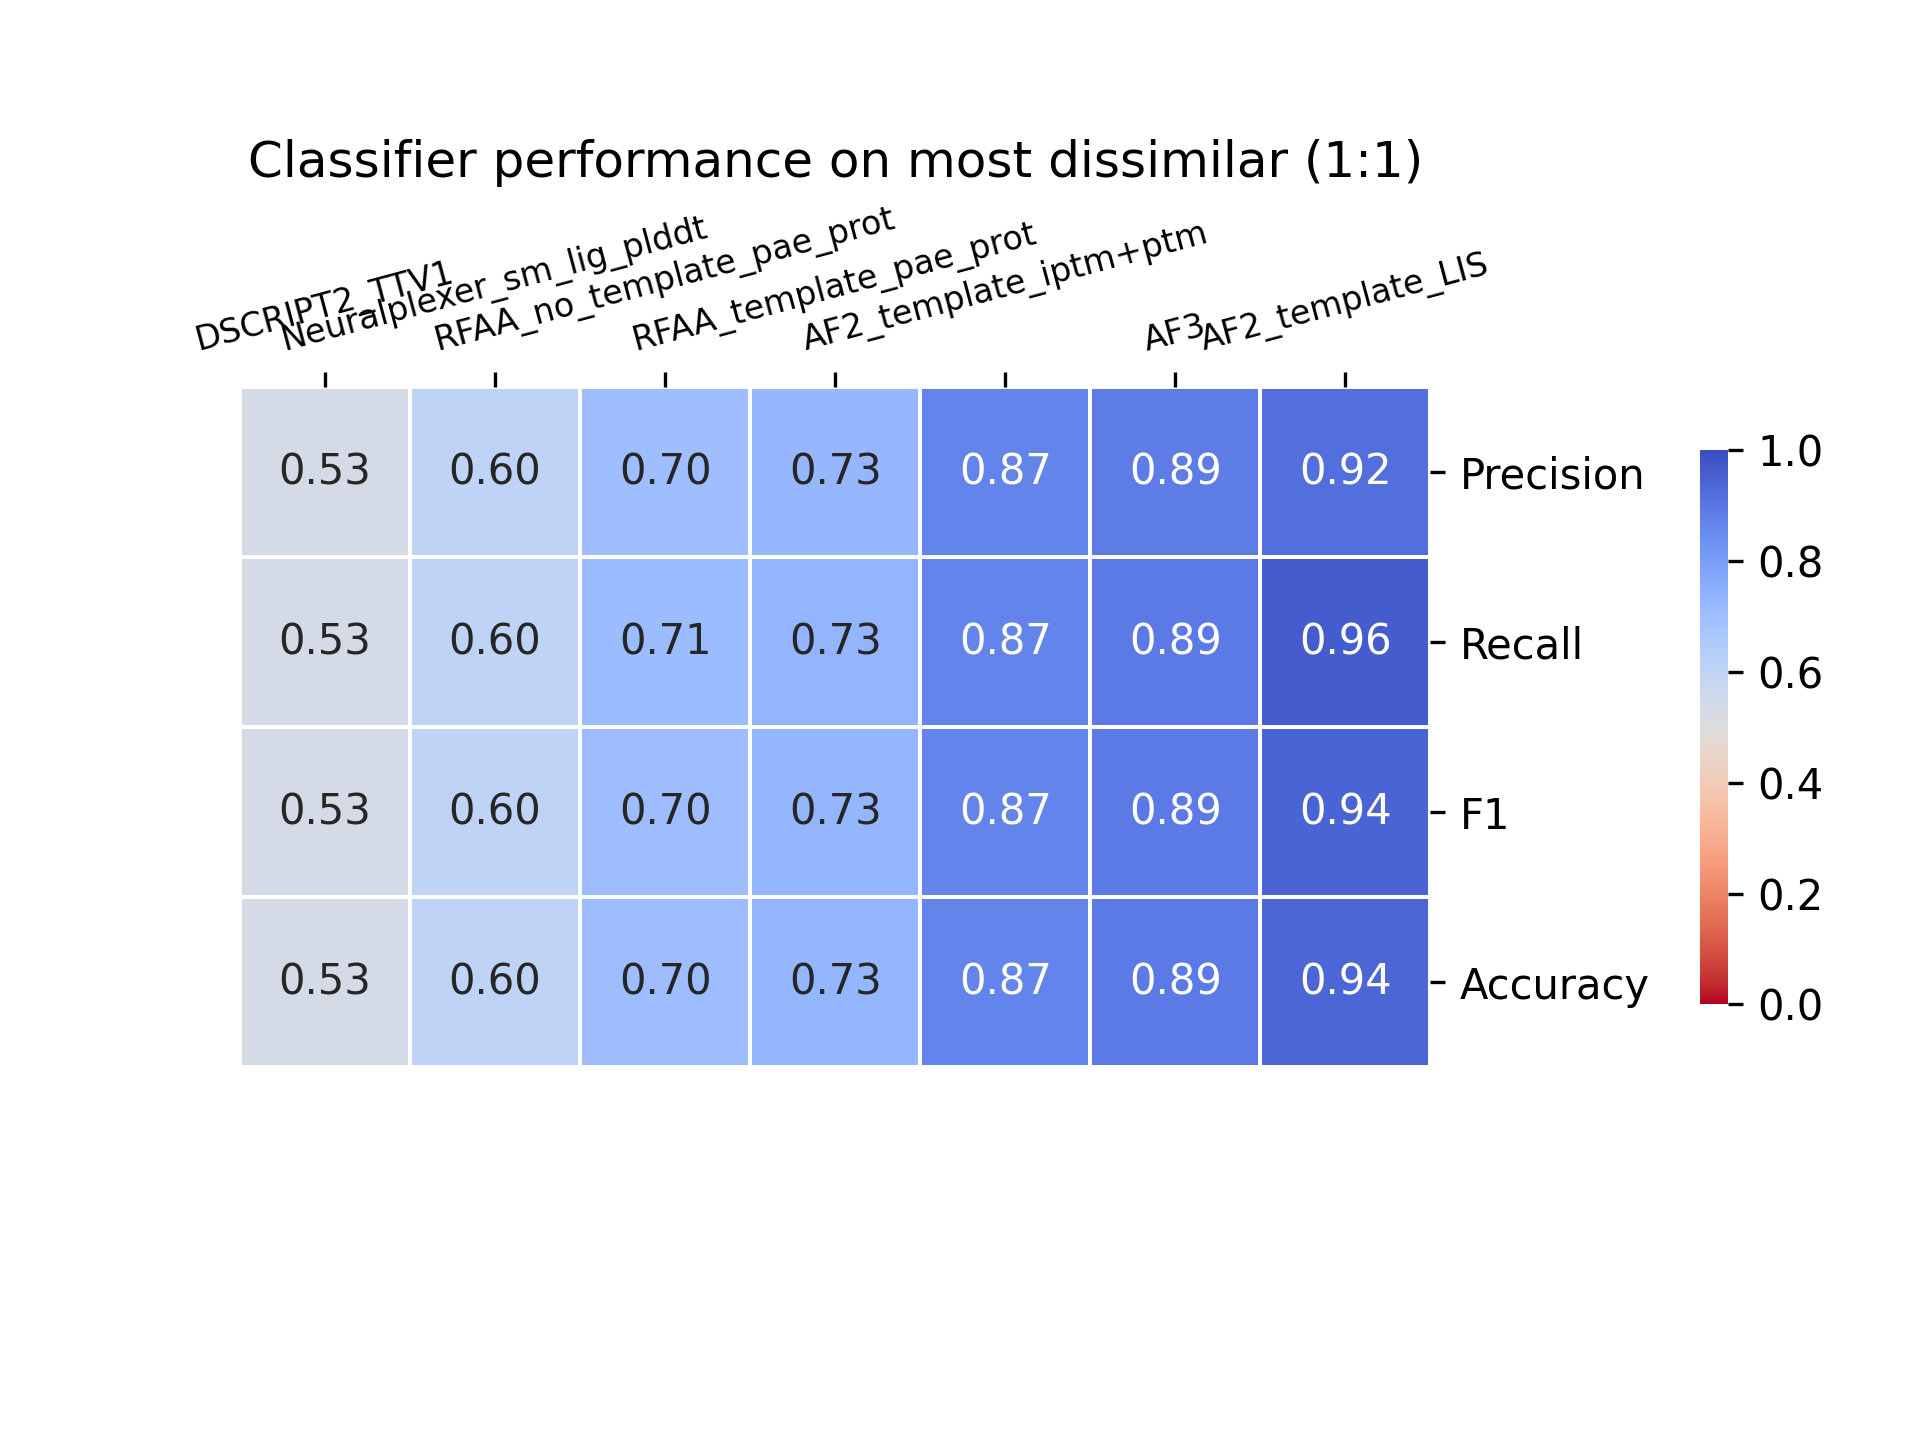 Classifier performance on most dissimilar (1:1)
DSCRIPT2_TTV1
Neuralplexer_sm_lig_plddt
RFAA_no_template_pae_prot
RFAA_template_pae_prot
AF2_template_iptm+ptm
AF3
AF2_template_LIS
0.53 0.60 0.70 0.73 0.87 0.89 0.92 Precision
0.53 0.60 0.71 0.73 0.87 0.89 0.96 Recall
0.53 0.60 0.70 0.73 0.87 0.89 0.94 F1
0.53 0.60 0.70 0.73 0.87 0.89 0.94 Accuracy
1.0
0.8
0.6
0.4
0.2
0.0